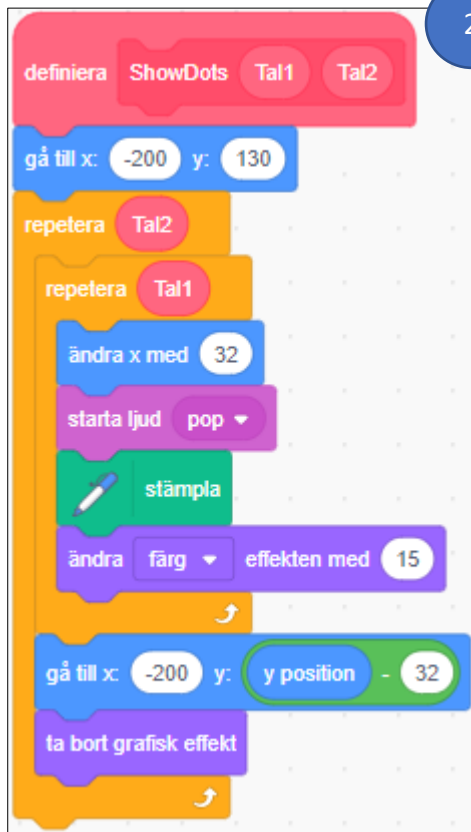 2
definiera ShowDots Tal1 Tal2
gå till x: -200 y: 130
repetera Tal2
repetera Tal1
ändra x med 32
starta ljud pop
stämpla
ändra färg effekten med 15
gå till x: -200 y: y position - 32
ta bort grafisk effekt